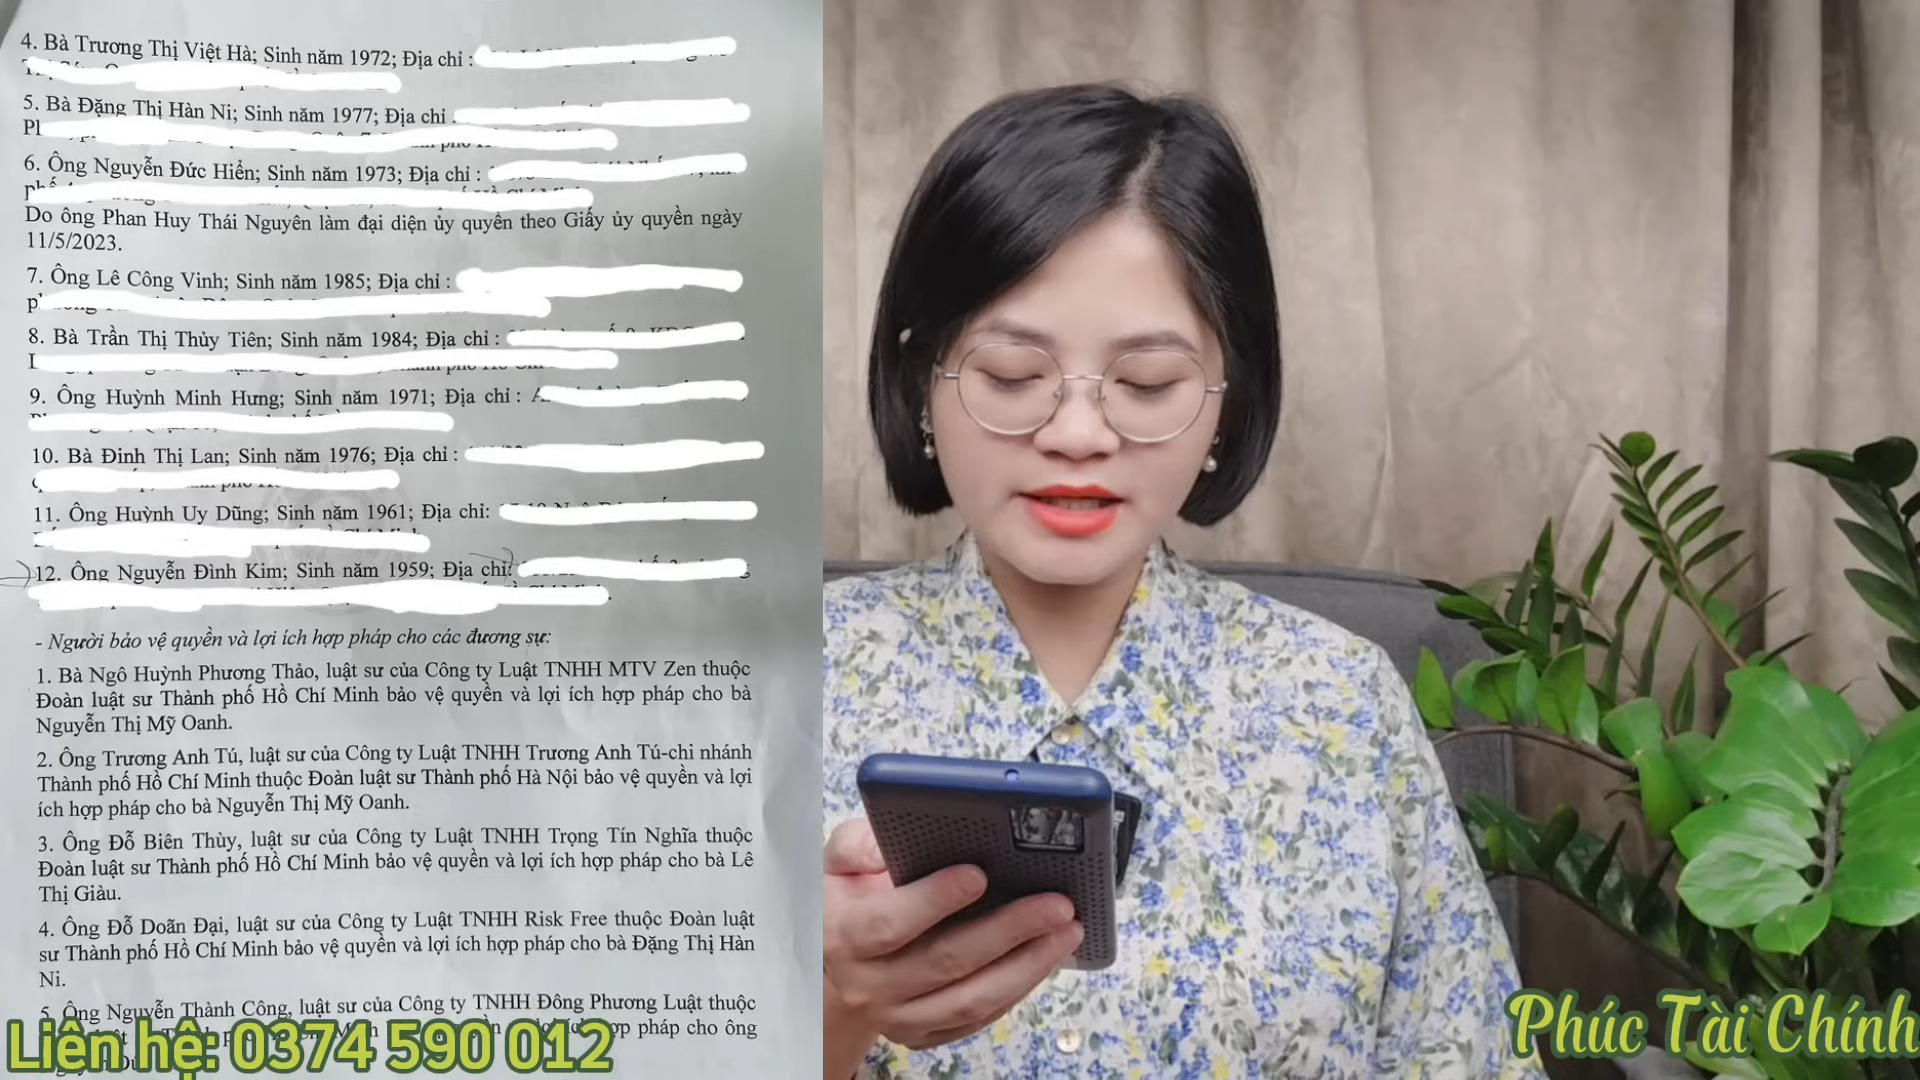 4. Bà Trương Thị Việt Hà; Sinh năm 1972; Địa chỉ :
5. Bà Đặng Thị Hàn Ni; Sinh năm 1977; Địa chỉ :
6. Ông Nguyễn Đức Hiển; Sinh năm 1973; Địa chỉ :
Do ông Phan Huy Thái Nguyên làm đại diện ủy quyền theo Giấy ủy quyền ngày
11/5/2023.
7. Ông Lê Công Vinh; Sinh năm 1985; Địa chỉ :
8. Bà Trần Thị Thủy Tiên; Sinh năm 1984; Địa chỉ :
9. Ông Huỳnh Minh Hưng; Sinh năm 1971; Địa chỉ :
10. Bà Đinh Thị Lan; Sinh năm 1976; Địa chỉ :
11. Ông Huỳnh Uy Dũng; Sinh năm 1961; Địa chỉ:
12. Ông Nguyễn Đình Kim; Sinh năm 1959; Địa chỉ:
- Người bảo vệ quyền và lợi ích hợp pháp cho các đương sự:
1. Bà Ngô Huỳnh Phương Thảo, luật sư của Công ty Luật TNHH MTV Zen thuộc
Đoàn luật sư Thành phố Hồ Chí Minh bảo vệ quyền và lợi ích hợp pháp cho bà
Nguyễn Thị Mỹ Oanh.
2. Ông Trương Anh Tú, luật sư của Công ty Luật TNHH Trương Anh Tú-chi nhánh
Thành phố Hồ Chí Minh thuộc Đoàn luật sư Thành phố Hà Nội bảo vệ quyền và lợi
ích hợp pháp cho bà Nguyễn Thị Mỹ Oanh.
3. Ông Đỗ Biên Thùy, luật sư của Công ty Luật TNHH Trọng Tín Nghĩa thuộc
Đoàn luật sư Thành phố Hồ Chí Minh bảo vệ quyền và lợi ích hợp pháp cho bà Lê
Thị Giàu.
4. Ông Đỗ Doãn Đại, luật sư của Công ty Luật TNHH Risk Free thuộc Đoàn luật
sư Thành phố Hồ Chí Minh bảo vệ quyền và lợi ích hợp pháp cho bà Đặng Thị Hàn
Ni.
5. Ông Nguyễn Thành Công, luật sư của Công ty TNHH Đông Phương Luật thuộc
hợp pháp cho ông
Liên hệ: 0374 590 012
Phúc Tài Chính